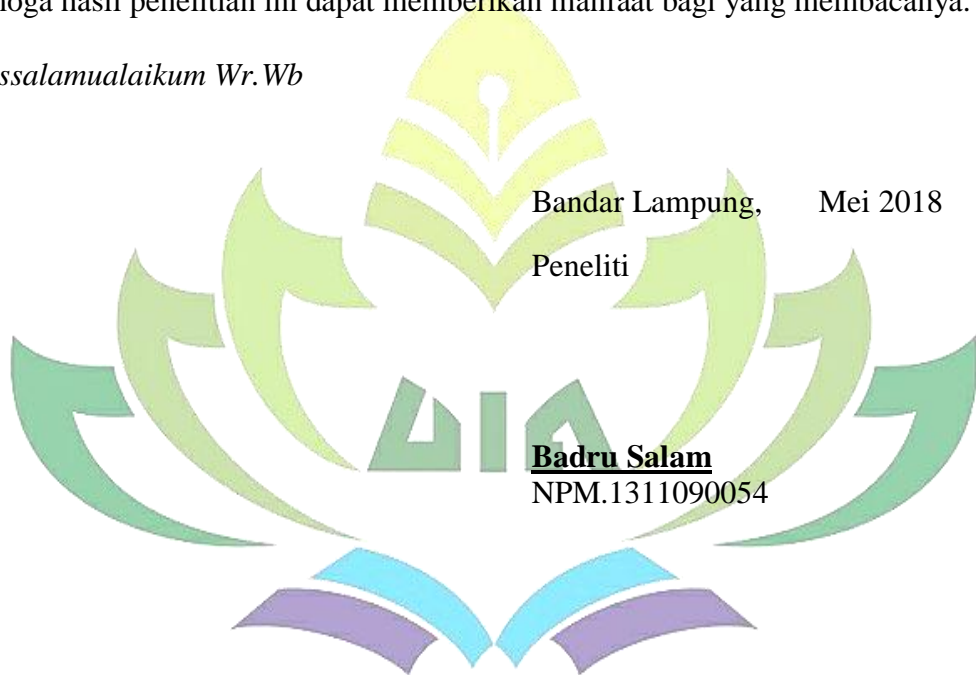 oga hasil penelitian ini dapat memberikan manfaat bagi yang membacanya.
ssalamualaikum Wr.Wb
Bandar Lampung, Mei 2018
Peneliti
Badru Salam
NPM.1311090054